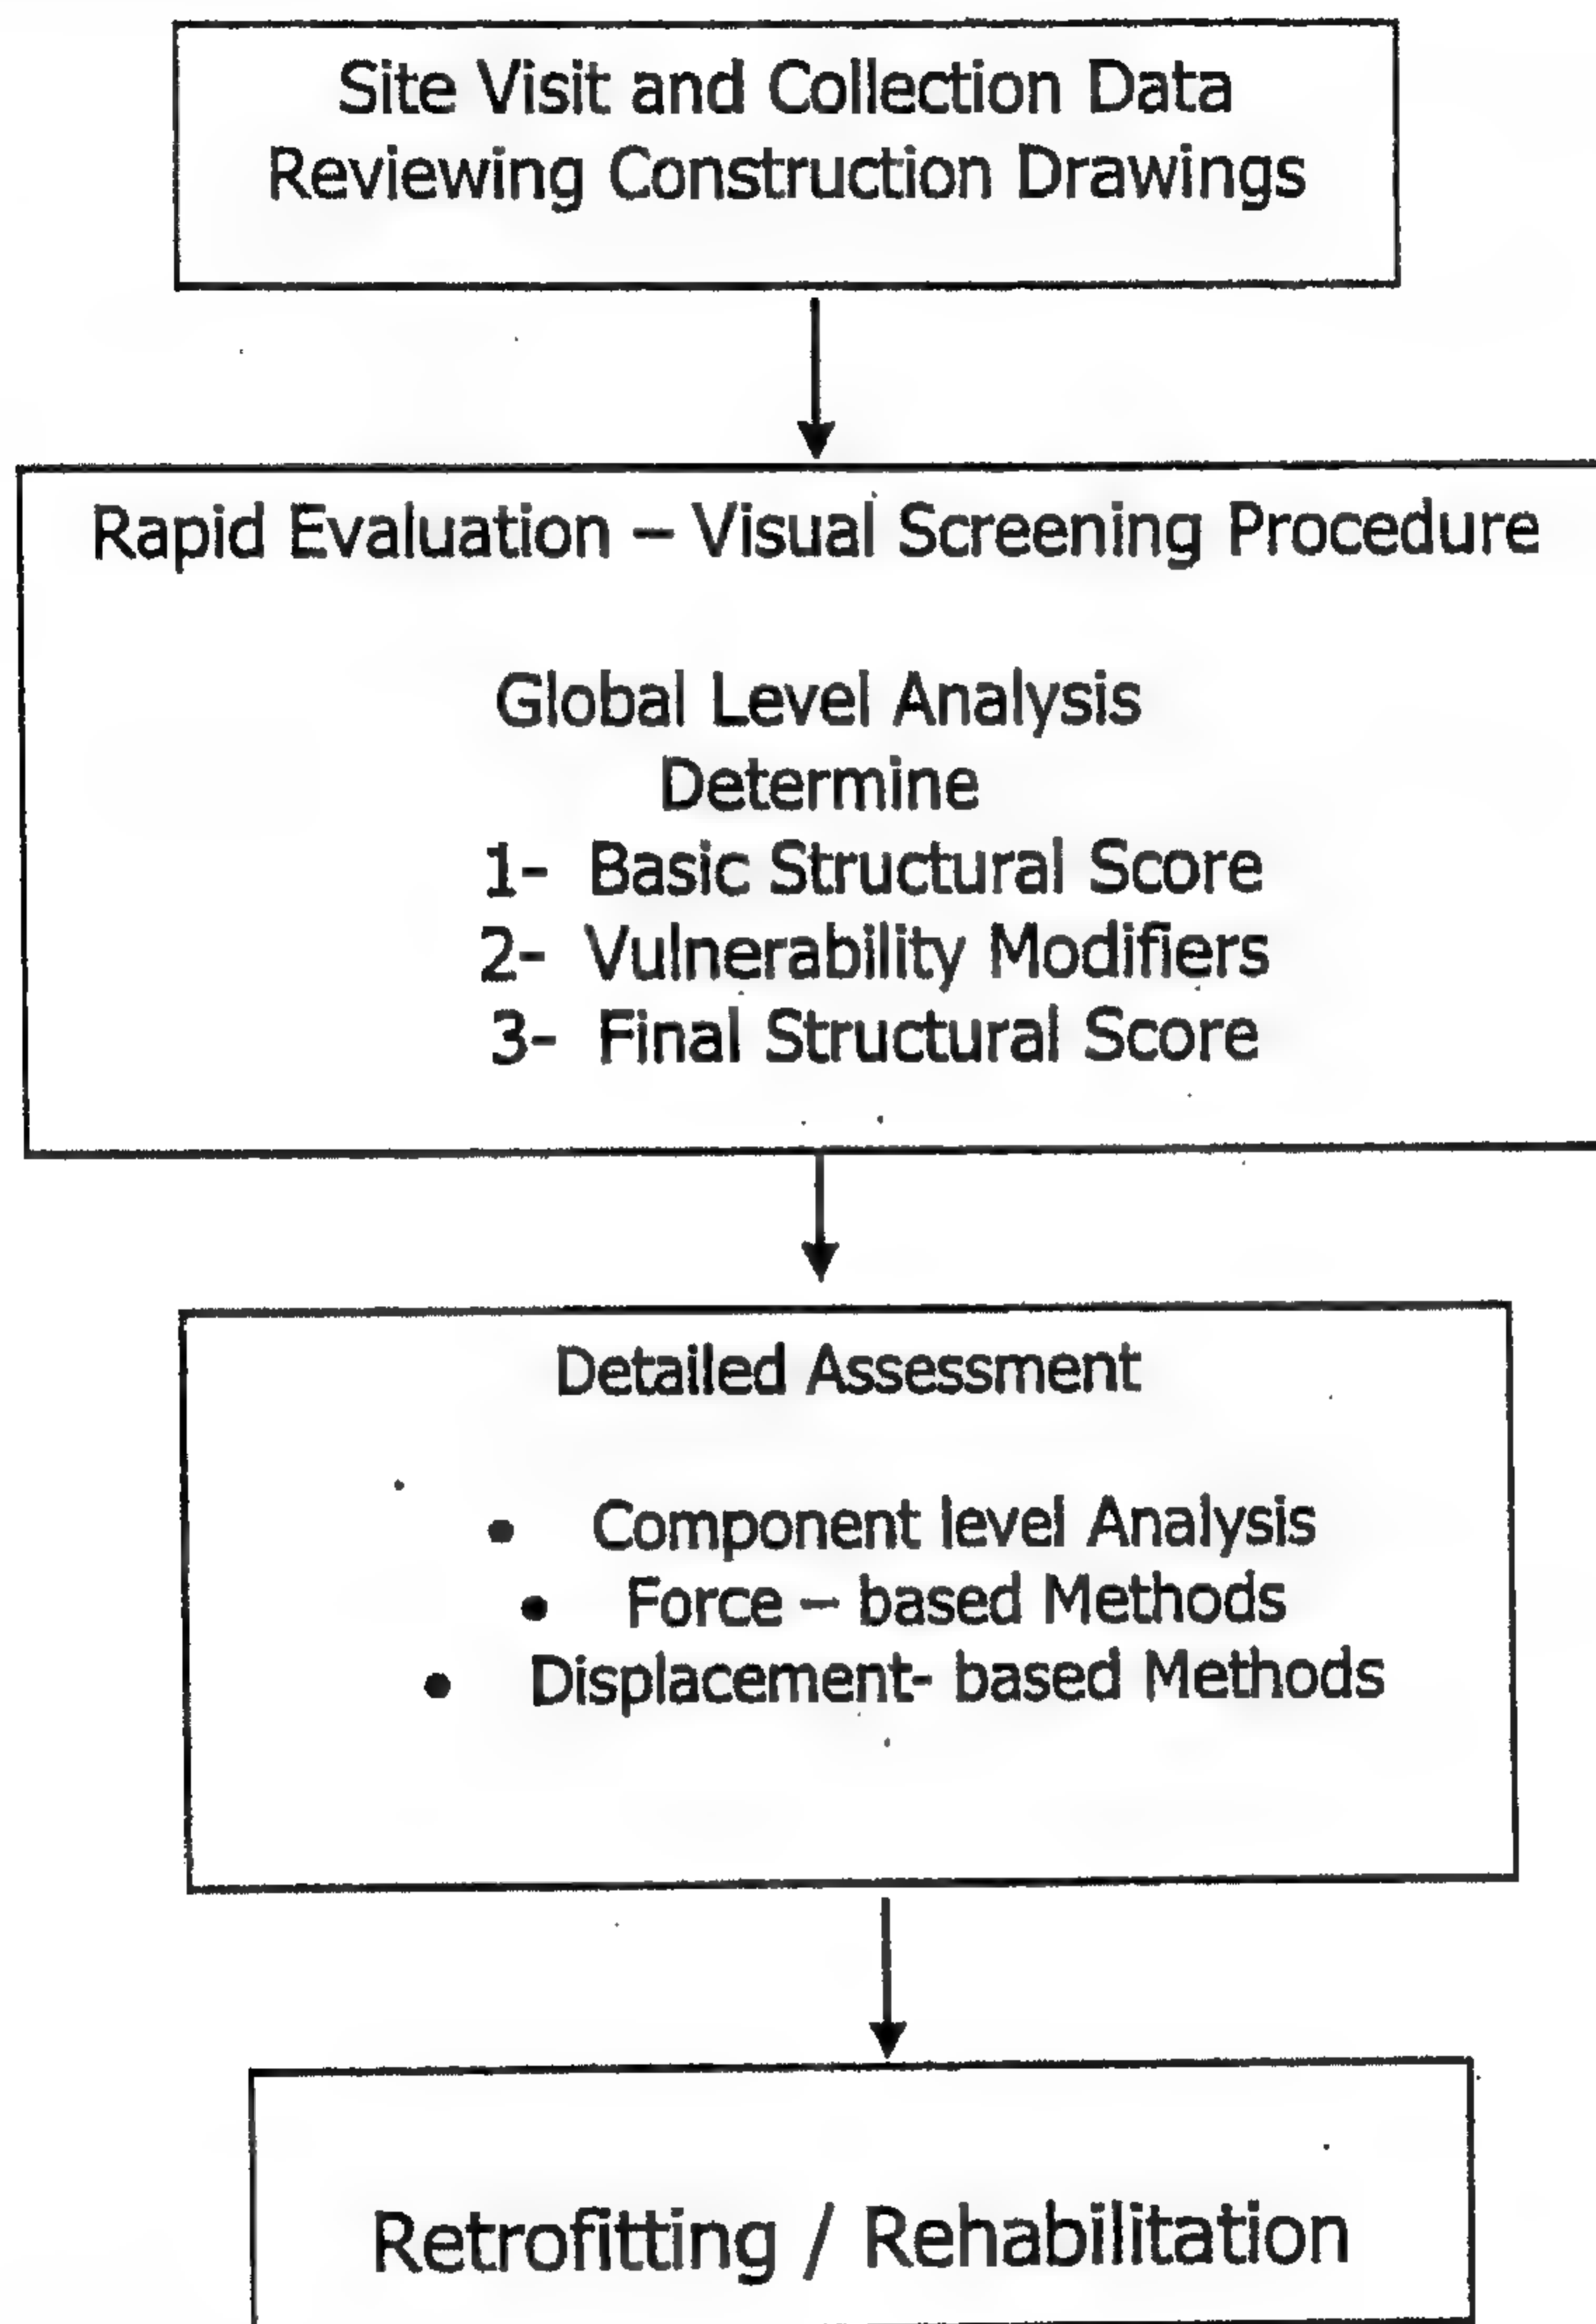 Site Visit and Collection Data
Reviewing Construction Drawings
Rapid Evaluation – Visual Screening Procedure
Global Level Analysis
Determine
1- Basic Structural Score
2- Vulnerability Modifiers
3- Final Structural Score
Detailed Assessment
• Component level Analysis
• Force – based Methods
• Displacement- based Methods
Retrofitting / Rehabilitation